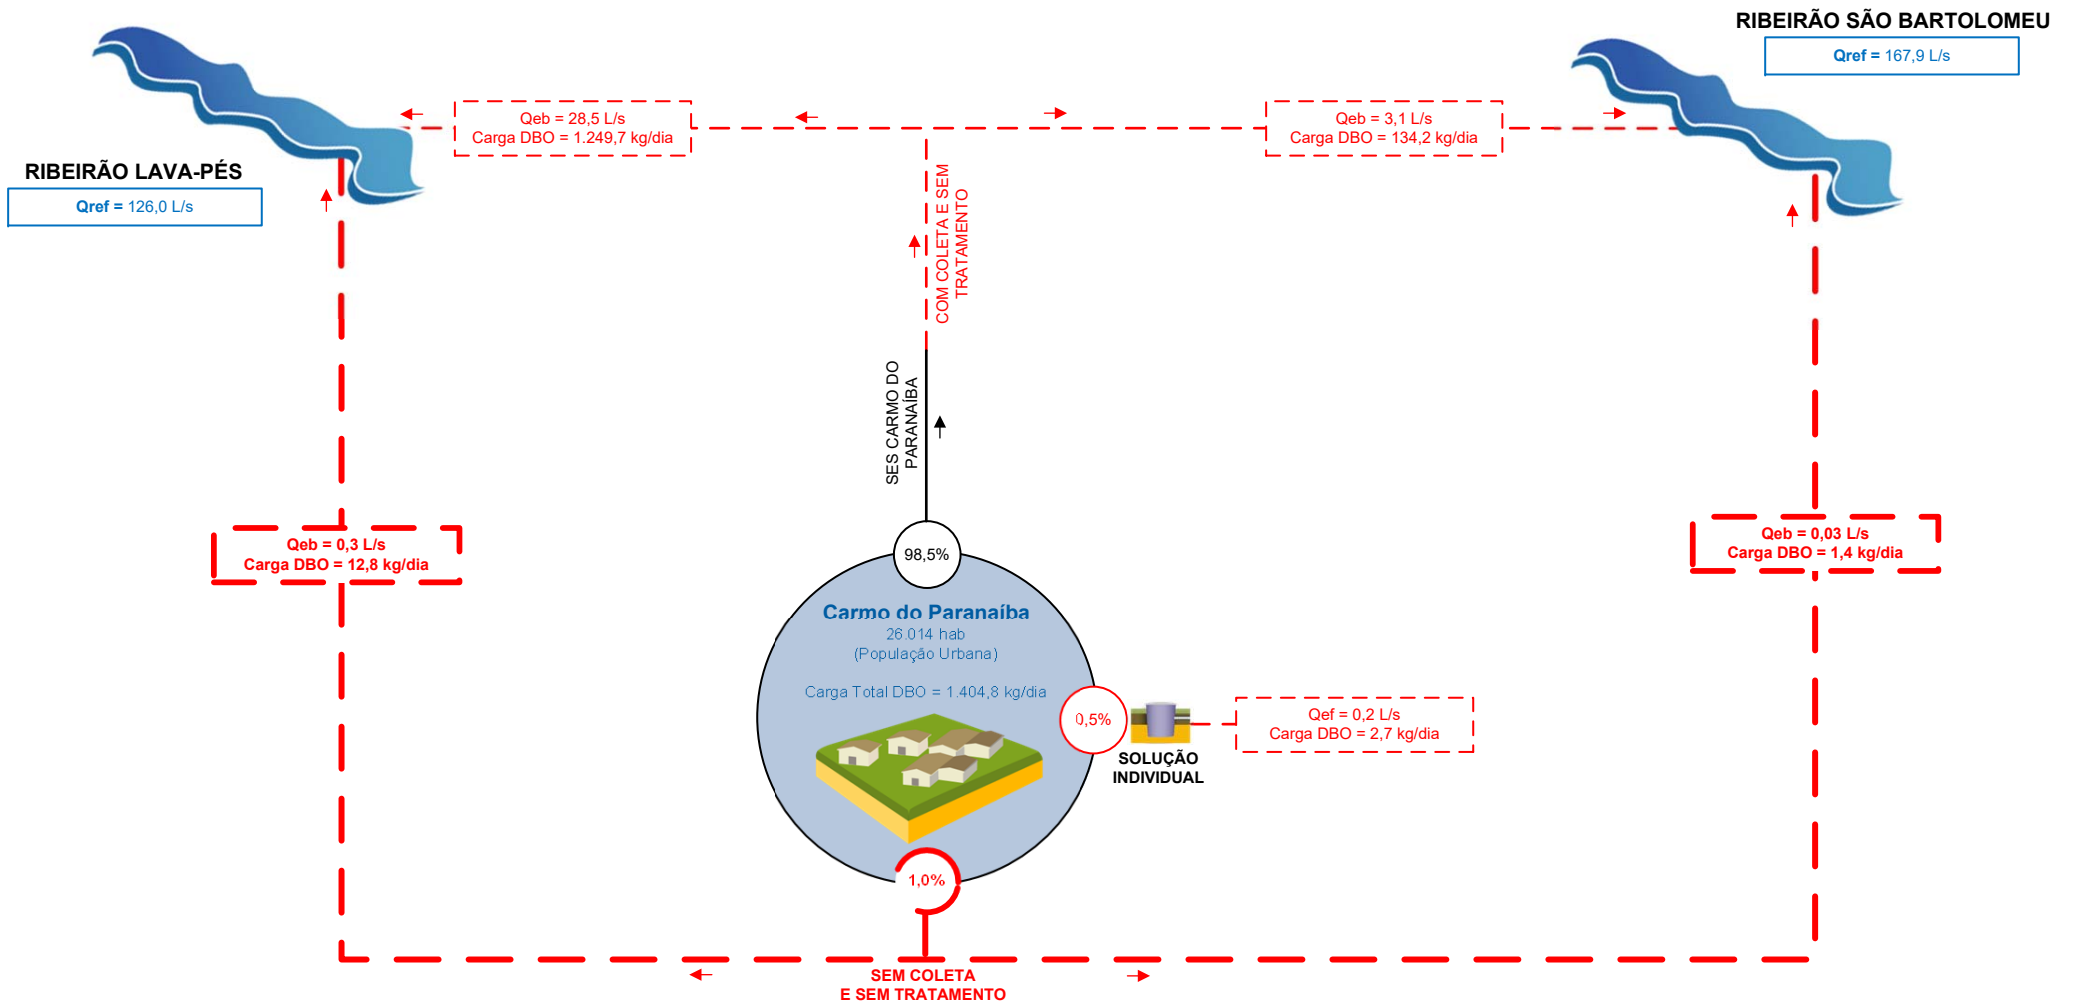 RIBEIRÃO SÃO BARTOLOMEU
Qref = 167,9 L/s
Qeb = 28,5 L/s
Carga DBO = 1.249,7 kg/dia
Qeb = 3,1 L/s
Carga DBO = 134,2 kg/dia
RIBEIRÃO LAVA-PÉS
Qref = 126,0 L/s
COM COLETA E SEM
TRATAMENTO
SES CARMO DO
PARANAÍBA
Qeb = 0,3 L/s
Carga DBO = 12,8 kg/dia
Qeb = 0,03 L/s
Carga DBO = 1,4 kg/dia
98,5%
Carmo do Paranaíba
26.014 hab
(População Urbana)
Carga Total DBO = 1.404,8 kg/dia
0,5%
SOLUÇÃO
INDIVIDUAL
Qef = 0,2 L/s
Carga DBO = 2,7 kg/dia
1,0%
SEM COLETA
E SEM TRATAMENTO